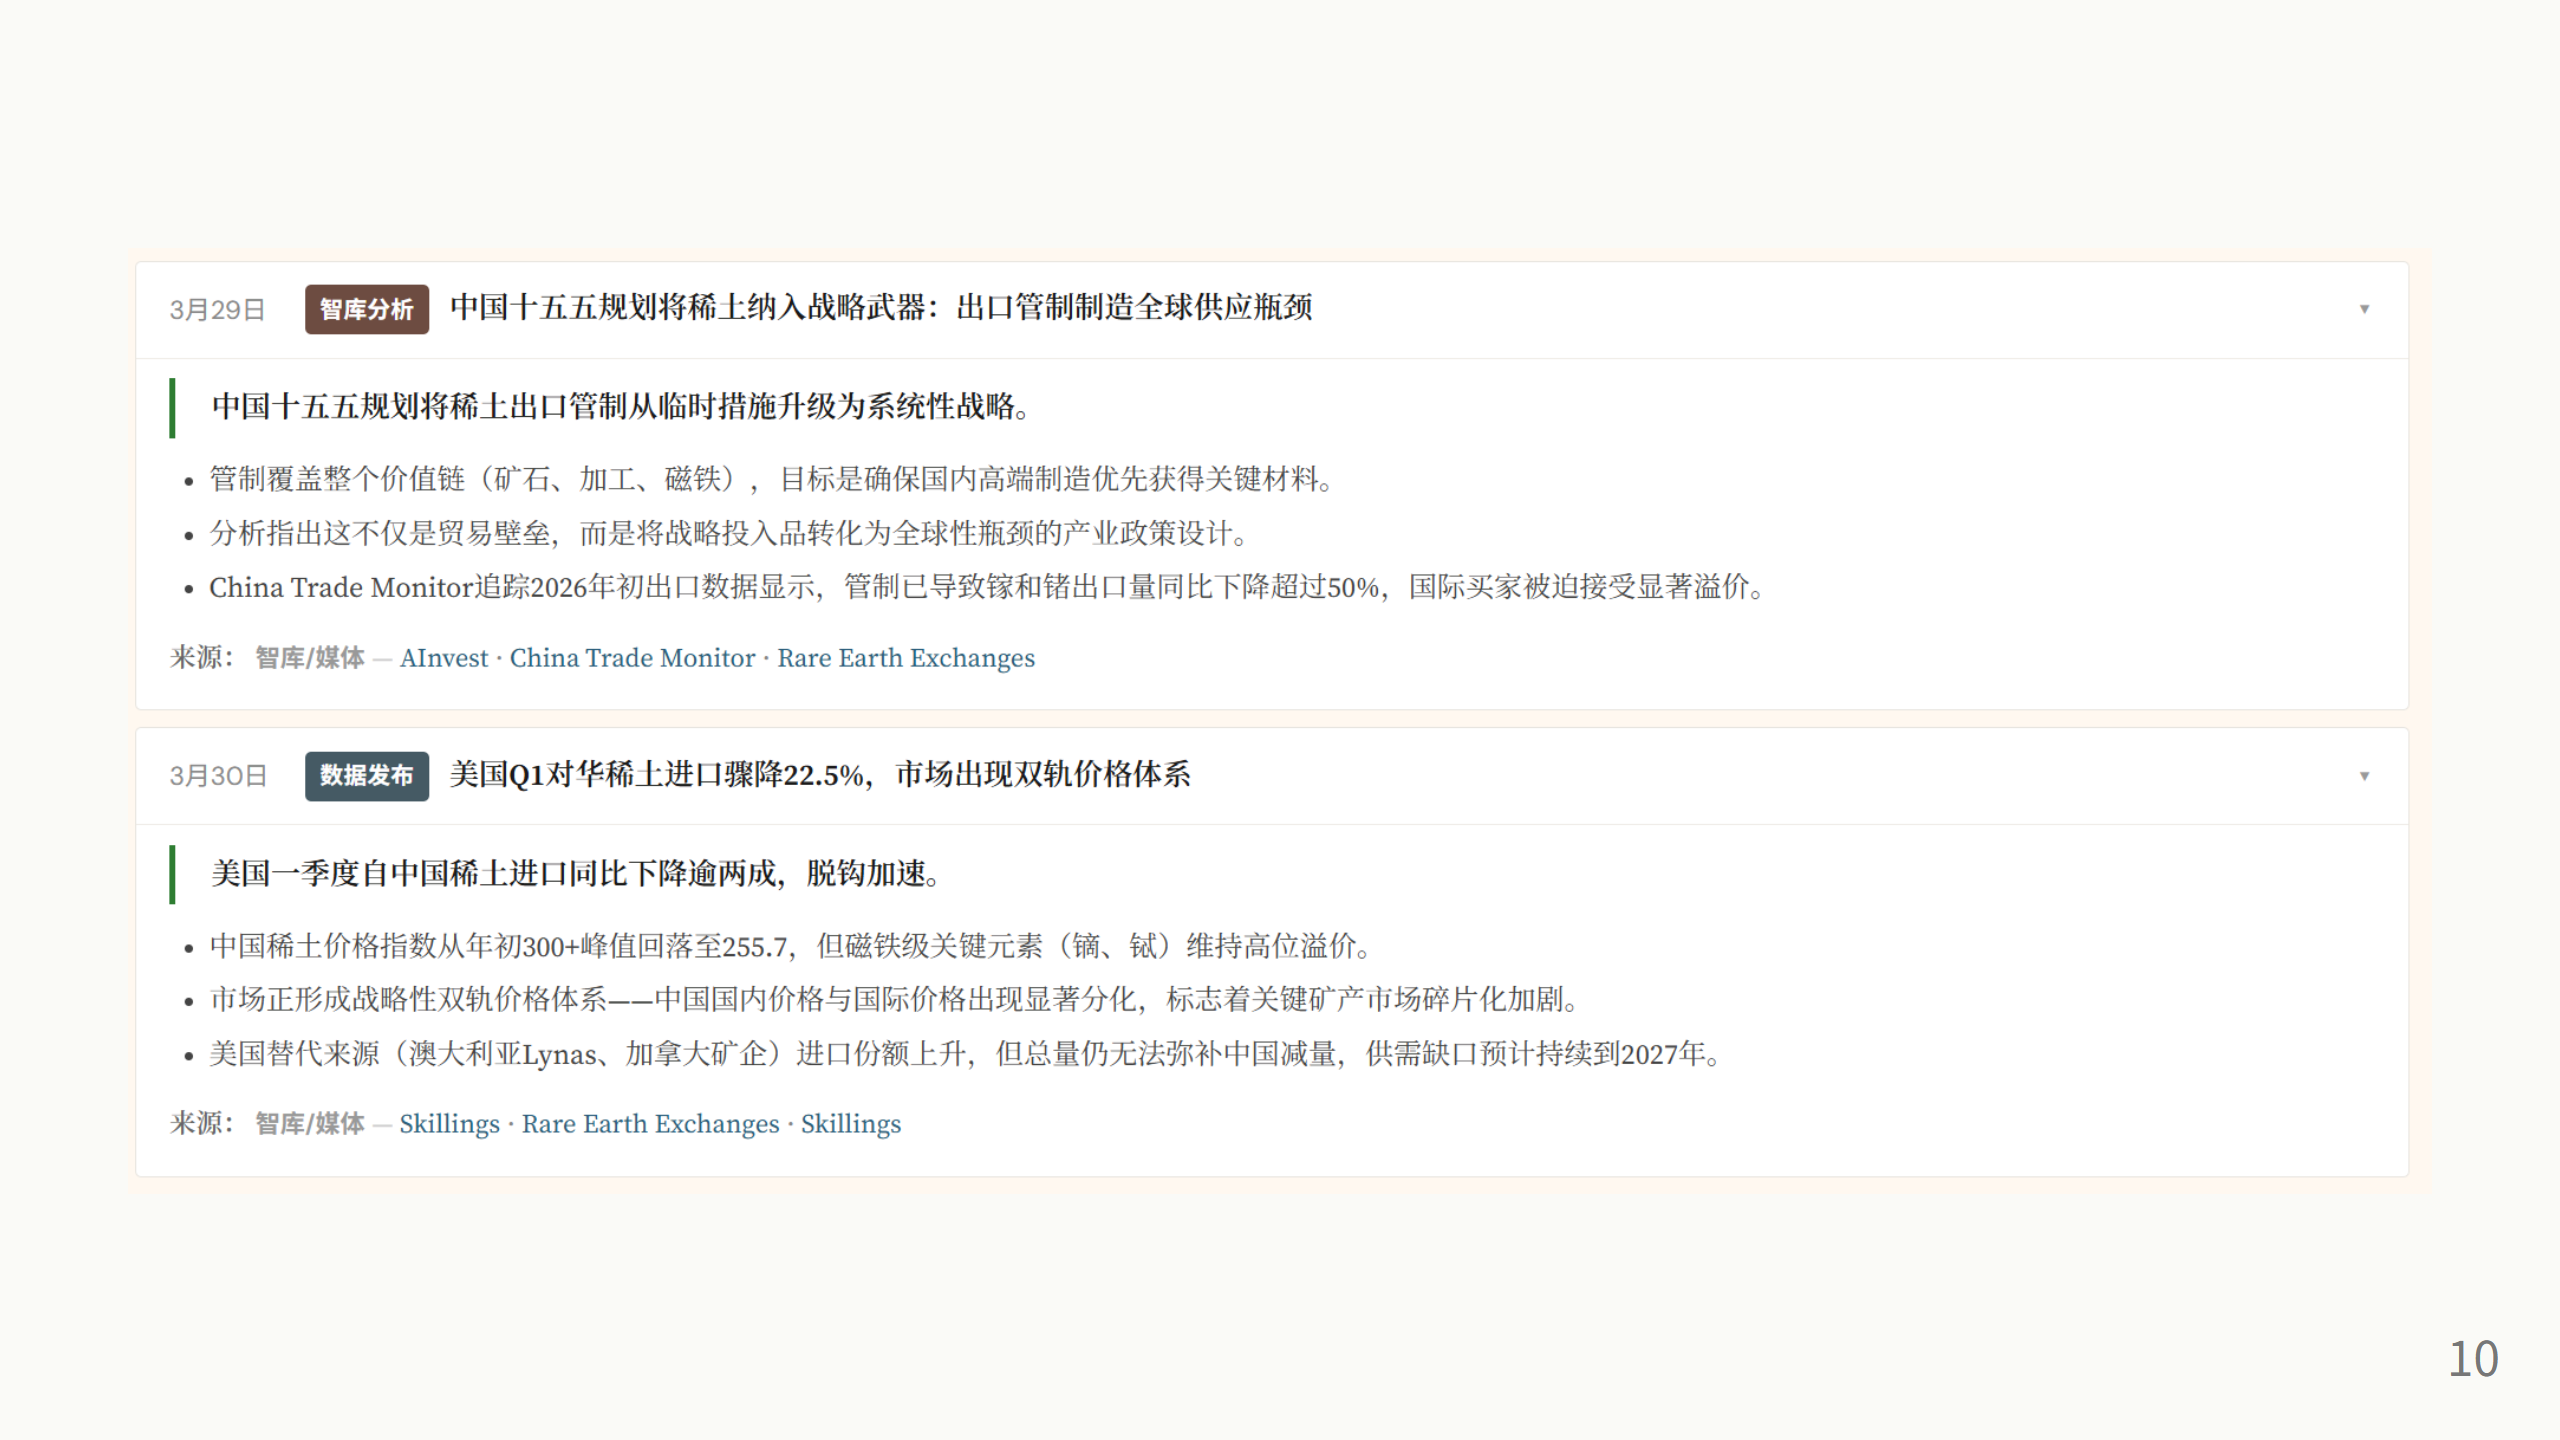 3月29日 智库分析 中国十五五规划将稀土纳入战略武器：出口管制制造全球供应瓶颈 ▼
中国十五五规划将稀土出口管制从临时措施升级为系统性战略。
• 管制覆盖整个价值链（矿石、加工、磁铁），目标是确保国内高端制造优先获得关键材料。
• 分析指出这不仅是贸易壁垒，而是将战略投入品转化为全球性瓶颈的产业政策设计。
• China Trade Monitor追踪2026年初出口数据显示，管制已导致镓和锗出口量同比下降超过50%，国际买家被迫接受显著溢价。
来源： 智库/媒体 — AInvest · China Trade Monitor · Rare Earth Exchanges
3月30日 数据发布 美国Q1对华稀土进口骤降22.5%，市场出现双轨价格体系 ▼
美国一季度自中国稀土进口同比下降逾两成，脱钩加速。
• 中国稀土价格指数从年初300+峰值回落至255.7，但磁铁级关键元素（镝、铽）维持高位溢价。
• 市场正形成战略性双轨价格体系——中国国内价格与国际价格出现显著分化，标志着关键矿产市场碎片化加剧。
• 美国替代来源（澳大利亚Lynas、加拿大矿企）进口份额上升，但总量仍无法弥补中国减量，供需缺口预计持续到2027年。
来源： 智库/媒体 — Skillings · Rare Earth Exchanges · Skillings
10